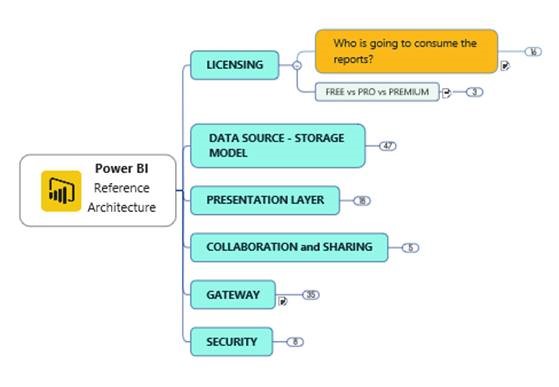 Power BI
Reference
Architecture
LICENSING
Who is going to consume the
reports?
16
FREE vs PRO vs PREMIUM
3
DATA SOURCE - STORAGE
MODEL
47
PRESENTATION LAYER
18
COLLABORATION and SHARING
5
GATEWAY
35
SECURITY
8